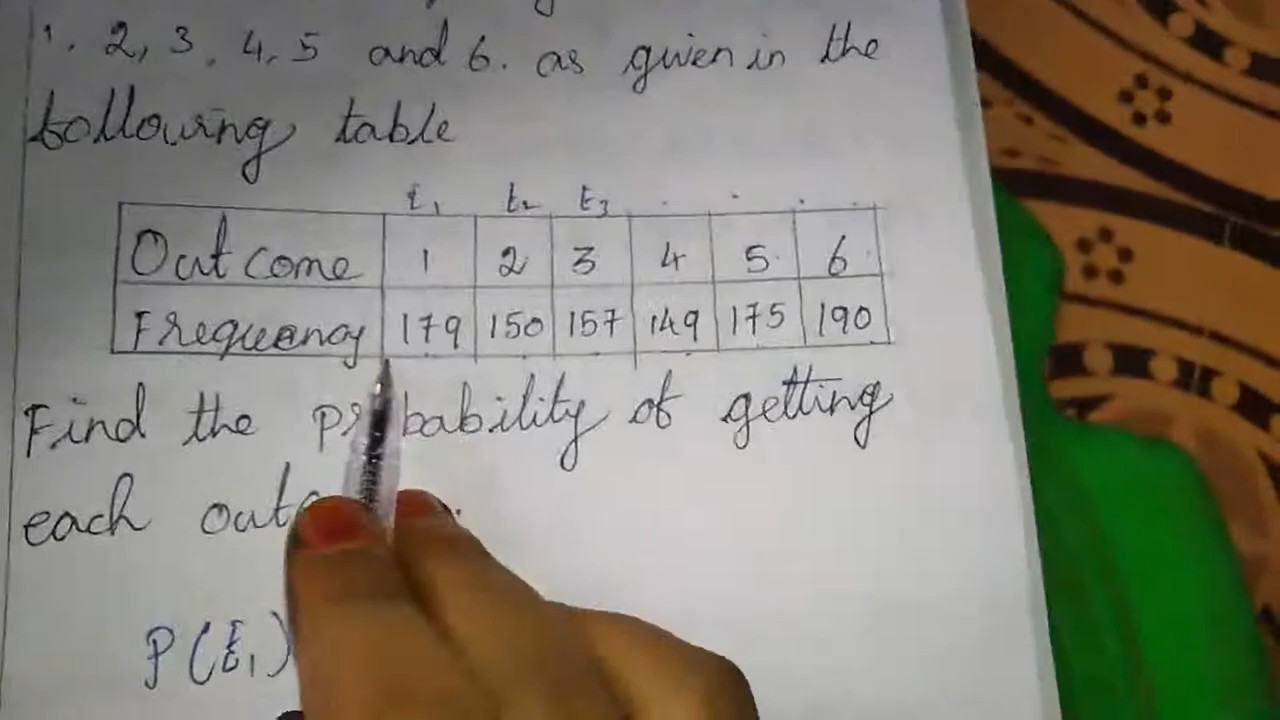 1, 2, 3, 4, 5 and 6. as given in the
following table
E1 E2 E3
Outcome 1 2 3 4 5 6
Frequency 179 150 157 149 175 190
Find the probability of getting
each
P(E1)